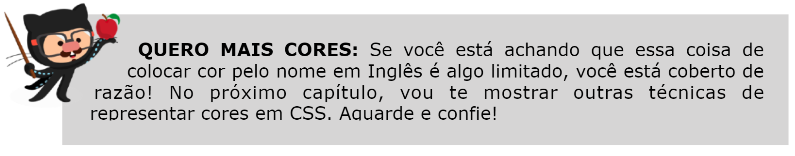 QUERO MAIS CORES: Se você está achando que essa coisa de
colocar cor pelo nome em Inglês é algo limitado, você está coberto de
razão! No próximo capítulo, vou te mostrar outras técnicas de
representar cores em CSS. Aguarde e confie!